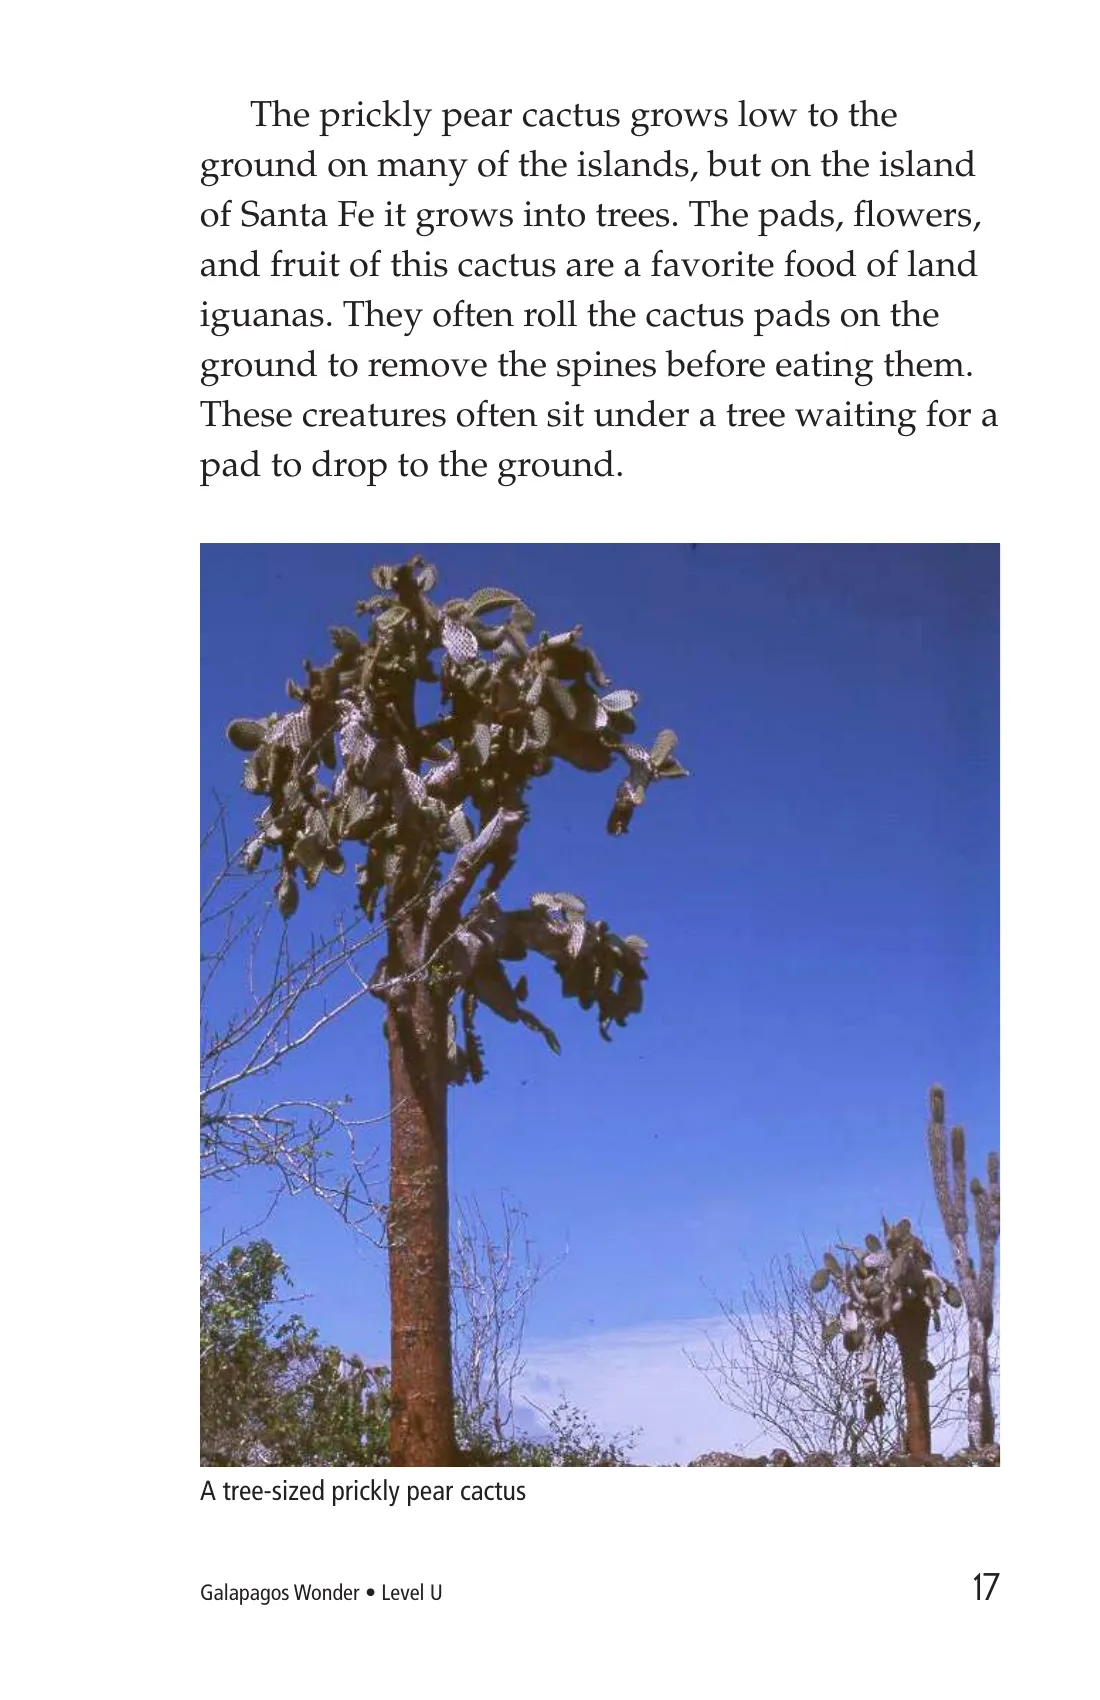 The prickly pear cactus grows low to the
ground on many of the islands, but on the island
of Santa Fe it grows into trees. The pads, flowers,
and fruit of this cactus are a favorite food of land
iguanas. They often roll the cactus pads on the
ground to remove the spines before eating them.
These creatures often sit under a tree waiting for a
pad to drop to the ground.
A tree-sized prickly pear cactus
Galapagos Wonder • Level U
17